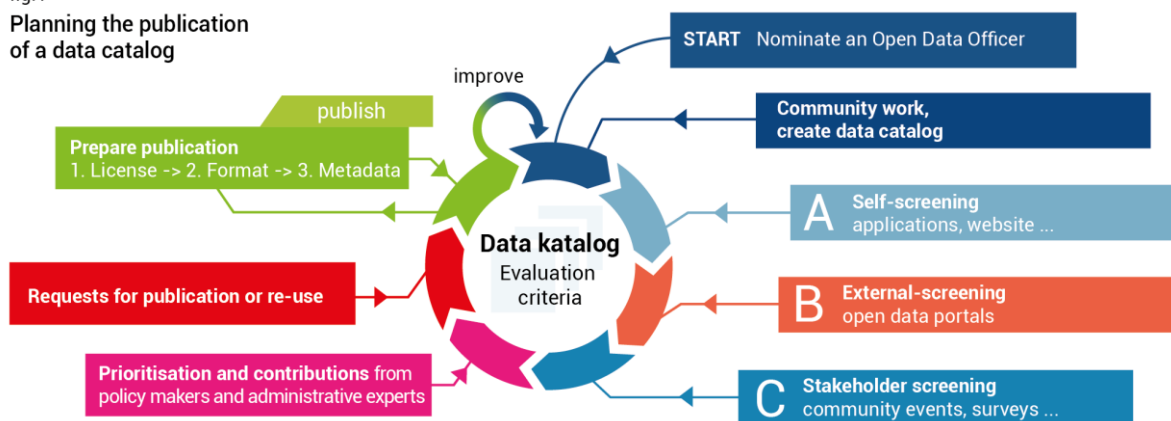 Planning the publication
of a data catalog
improve
START Nominate an Open Data Officer
publish
Prepare publication
1. License -> 2. Format -> 3. Metadata
Community work,
create data catalog
A Self-screening
applications, website ...
Data katalog
Evaluation
criteria
B External-screening
open data portals
Requests for publication or re-use
Prioritisation and contributions from
policy makers and administrative experts
C Stakeholder screening
community events, surveys ...